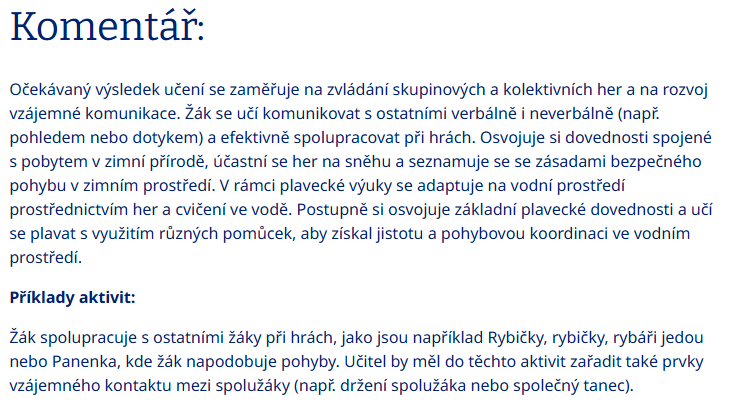 Komentář:
Očekávaný výsledek učení se zaměřuje na zvládání skupinových a kolektivních her a na rozvoj
vzájemné komunikace. Žák se učí komunikovat s ostatními verbálně i neverbálně (např.
pohledem nebo dotykem) a efektivně spolupracovat při hrách. Osvojuje si dovednosti spojené
s pobytem v zimní přírodě, účastní se her na sněhu a seznamuje se se zásadami bezpečného
pohybu v zimním prostředí. V rámci plavecké výuky se adaptuje na vodní prostředí
prostřednictvím her a cvičení ve vodě. Postupně si osvojuje základní plavecké dovednosti a učí
se plavat s využitím různých pomůcek, aby získal jistotu a pohybovou koordinaci ve vodním
prostředí.
Příklady aktivit:
Žák spolupracuje s ostatními žáky při hrách, jako jsou například Rybičky, rybičky, rybáři jedou
nebo Panenka, kde žák napodobuje pohyby. Učitel by měl do těchto aktivit zařadit také prvky
vzájemného kontaktu mezi spolužáky (např. držení spolužáka nebo společný tanec).